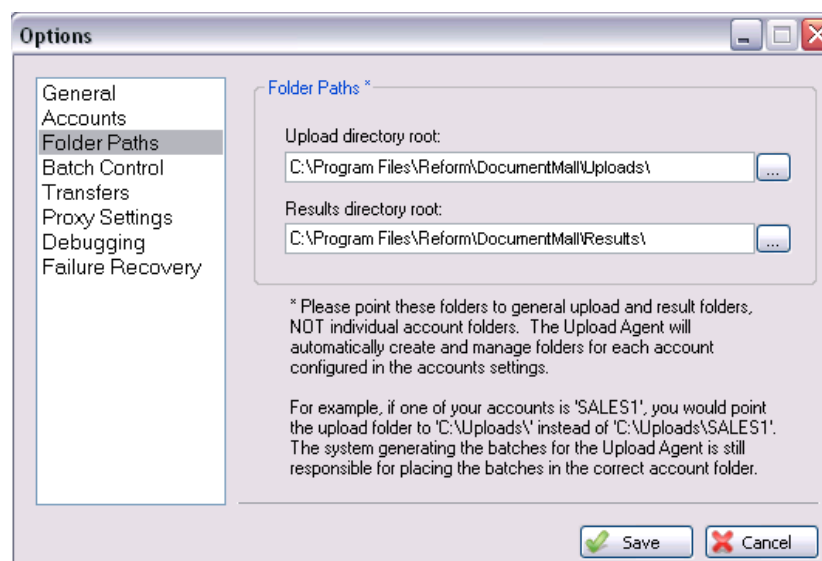 Options
General
Accounts
Folder Paths
Batch Control
Transfers
Proxy Settings
Debugging
Failure Recovery
Folder Paths *
Upload directory root:
C:\Program Files\Reform\DocumentMall\Uploads\
...
Results directory root:
C:\Program Files\Reform\DocumentMall\Results\
...
* Please point these folders to general upload and result folders,
NOT individual account folders. The Upload Agent will
automatically create and manage folders for each account
configured in the accounts settings.
For example, if one of your accounts is 'SALES1', you would point
the upload folder to 'C:\Uploads\' instead of 'C:\Uploads\SALES1'.
The system generating the batches for the Upload Agent is still
responsible for placing the batches in the correct account folder.
Save
Cancel